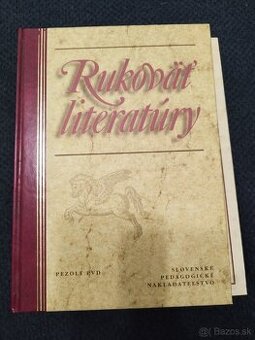 Rukoväť
literatúry
PEZOLT PVD
SLOVENSKÉ
PEDAGOGICKÉ
NAKLADATEĽSTVO
Bazos.sk